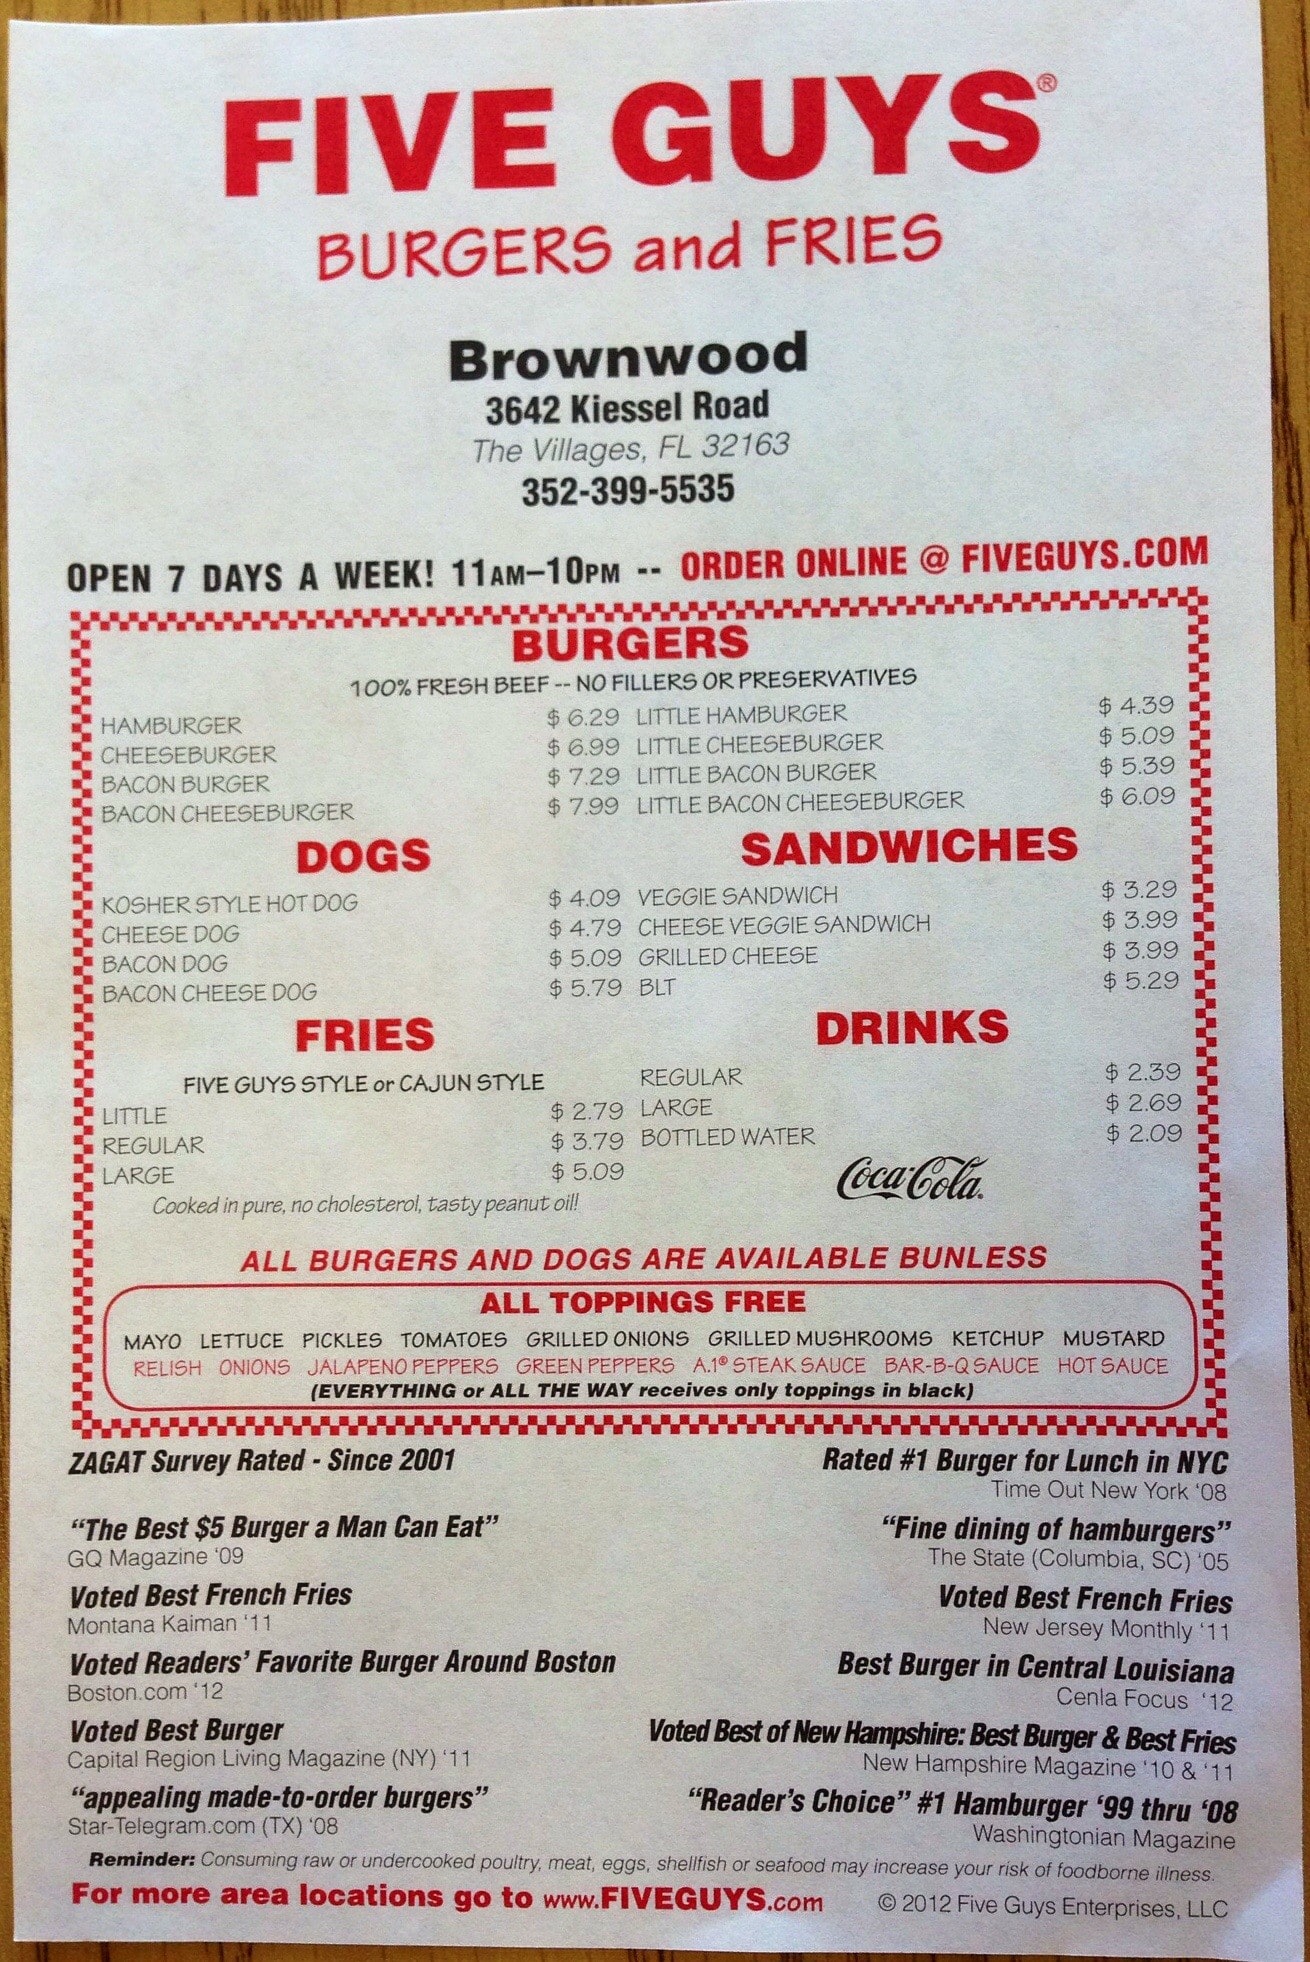 FIVE GUYS®
BURGERS and FRIES
Brownwood
3642 Kiessel Road
The Villages, FL 32163
352-399-5535
OPEN 7 DAYS A WEEK! 11AM–10PM -- ORDER ONLINE @ FIVEGUYS.COM
BURGERS
100% FRESH BEEF -- NO FILLERS OR PRESERVATIVES
HAMBURGER $ 6.29 LITTLE HAMBURGER $ 4.39
CHEESEBURGER $ 6.99 LITTLE CHEESEBURGER $ 5.09
BACON BURGER $ 7.29 LITTLE BACON BURGER $ 5.39
BACON CHEESEBURGER $ 7.99 LITTLE BACON CHEESEBURGER $ 6.09
DOGS SANDWICHES
KOSHER STYLE HOT DOG $ 4.09 VEGGIE SANDWICH $ 3.29
CHEESE DOG $ 4.79 CHEESE VEGGIE SANDWICH $ 3.99
BACON DOG $ 5.09 GRILLED CHEESE $ 3.99
BACON CHEESE DOG $ 5.79 BLT $ 5.29
FRIES DRINKS
FIVE GUYS STYLE or CAJUN STYLE REGULAR $ 2.39
LITTLE $ 2.79 LARGE $ 2.69
REGULAR $ 3.79 BOTTLED WATER $ 2.09
LARGE $ 5.09 Coca-Cola
Cooked in pure, no cholesterol, tasty peanut oil!
ALL BURGERS AND DOGS ARE AVAILABLE BUNLESS
ALL TOPPINGS FREE
MAYO LETTUCE PICKLES TOMATOES GRILLED ONIONS GRILLED MUSHROOMS KETCHUP MUSTARD
RELISH ONIONS JALAPENO PEPPERS GREEN PEPPERS A.1® STEAK SAUCE BAR-B-Q SAUCE HOT SAUCE
(EVERYTHING or ALL THE WAY receives only toppings in black)
ZAGAT Survey Rated - Since 2001 Rated #1 Burger for Lunch in NYC
Time Out New York '08
“The Best $5 Burger a Man Can Eat” “Fine dining of hamburgers”
GQ Magazine '09 The State (Columbia, SC) '05
Voted Best French Fries Voted Best French Fries
Montana Kaiman '11 New Jersey Monthly '11
Voted Readers’ Favorite Burger Around Boston Best Burger in Central Louisiana
Boston.com '12 Cenla Focus '12
Voted Best Burger Voted Best of New Hampshire: Best Burger & Best Fries
Capital Region Living Magazine (NY) '11 New Hampshire Magazine '10 & '11
“appealing made-to-order burgers” “Reader’s Choice” #1 Hamburger ‘99 thru ‘08
Star-Telegram.com (TX) '08 Washingtonian Magazine
Reminder: Consuming raw or undercooked poultry, meat, eggs, shellfish or seafood may increase your risk of foodborne illness.
For more area locations go to www.FIVEGUYS.com © 2012 Five Guys Enterprises, LLC